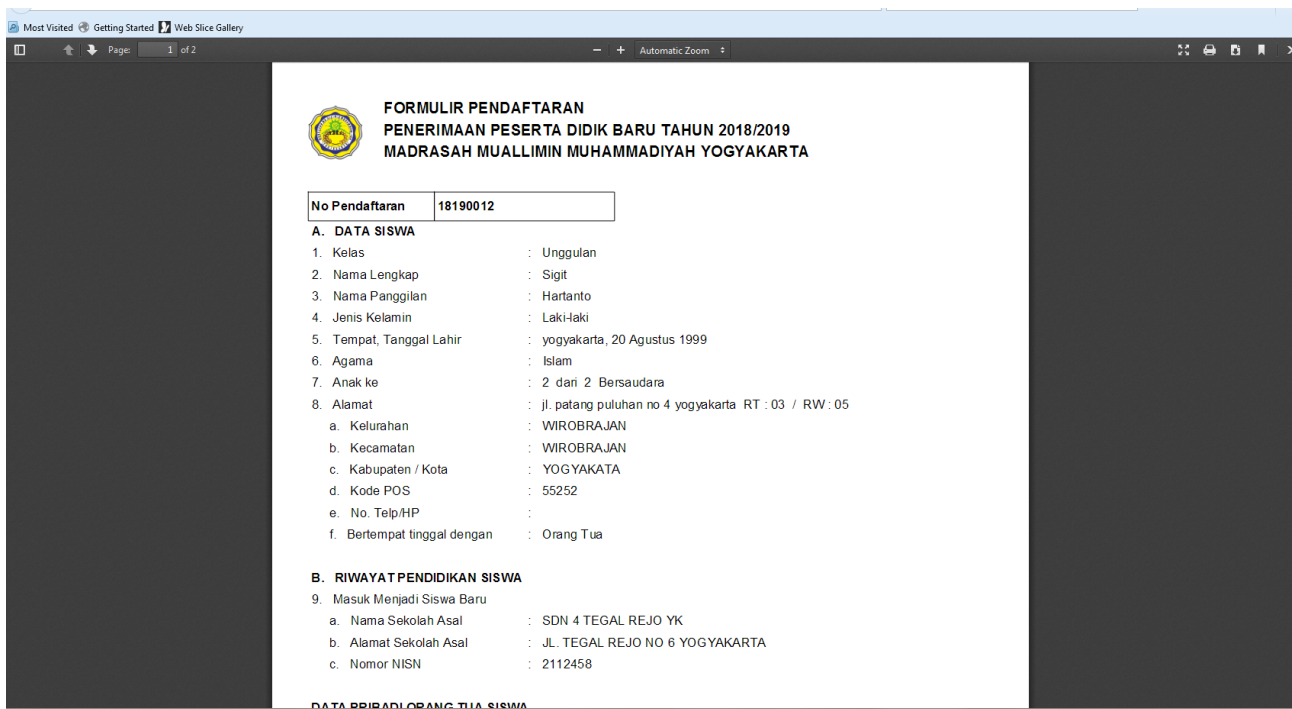 Most Visited Getting Started Web Slice Gallery
Page: 1 of 2 Automatic Zoom
FORMULIR PENDAFTARAN
PENERIMAAN PESERTA DIDIK BARU TAHUN 2018/2019
MADRASAH MUALLIMIN MUHAMMADIYAH YOGYAKARTA
No Pendaftaran 18190012
A. DATA SISWA
1. Kelas : Unggulan
2. Nama Lengkap : Sigit
3. Nama Panggilan : Hartanto
4. Jenis Kelamin : Laki-laki
5. Tempat, Tanggal Lahir : yogyakarta, 20 Agustus 1999
6. Agama : Islam
7. Anak ke : 2 dari 2 Bersaudara
8. Alamat : jl. patang puluhan no 4 yogyakarta RT : 03 / RW : 05
a. Kelurahan : WIROBRAJAN
b. Kecamatan : WIROBRAJAN
c. Kabupaten / Kota : YOGYAKATA
d. Kode POS : 55252
e. No. Telp/HP :
f. Bertempat tinggal dengan : Orang Tua
B. RIWAYAT PENDIDIKAN SISWA
9. Masuk Menjadi Siswa Baru
a. Nama Sekolah Asal : SDN 4 TEGAL REJO YK
b. Alamat Sekolah Asal : JL. TEGAL REJO NO 6 YOGYAKARTA
c. Nomor NISN : 2112458
DATA PRIBADI ORANG TUA SISWA